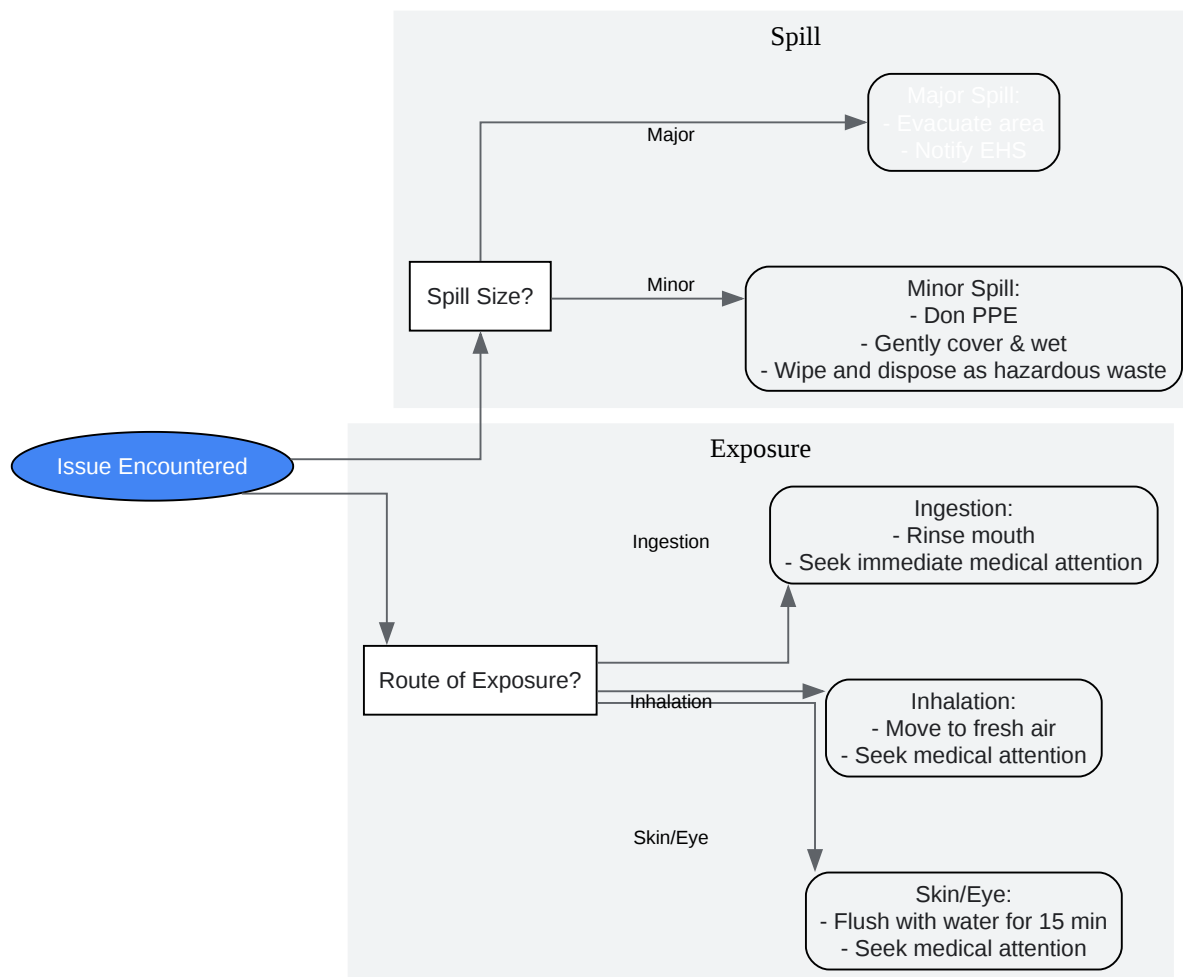 Spill
Major Spill:
- Evacuate area
- Notify EHS
Major
Spill Size?
Minor
Minor Spill:
- Don PPE
- Gently cover & wet
- Wipe and dispose as hazardous waste
Issue Encountered
Exposure
Ingestion
Ingestion:
- Rinse mouth
- Seek immediate medical attention
Route of Exposure?
Inhalation
Inhalation:
- Move to fresh air
- Seek medical attention
Skin/Eye
Skin/Eye:
- Flush with water for 15 min
- Seek medical attention